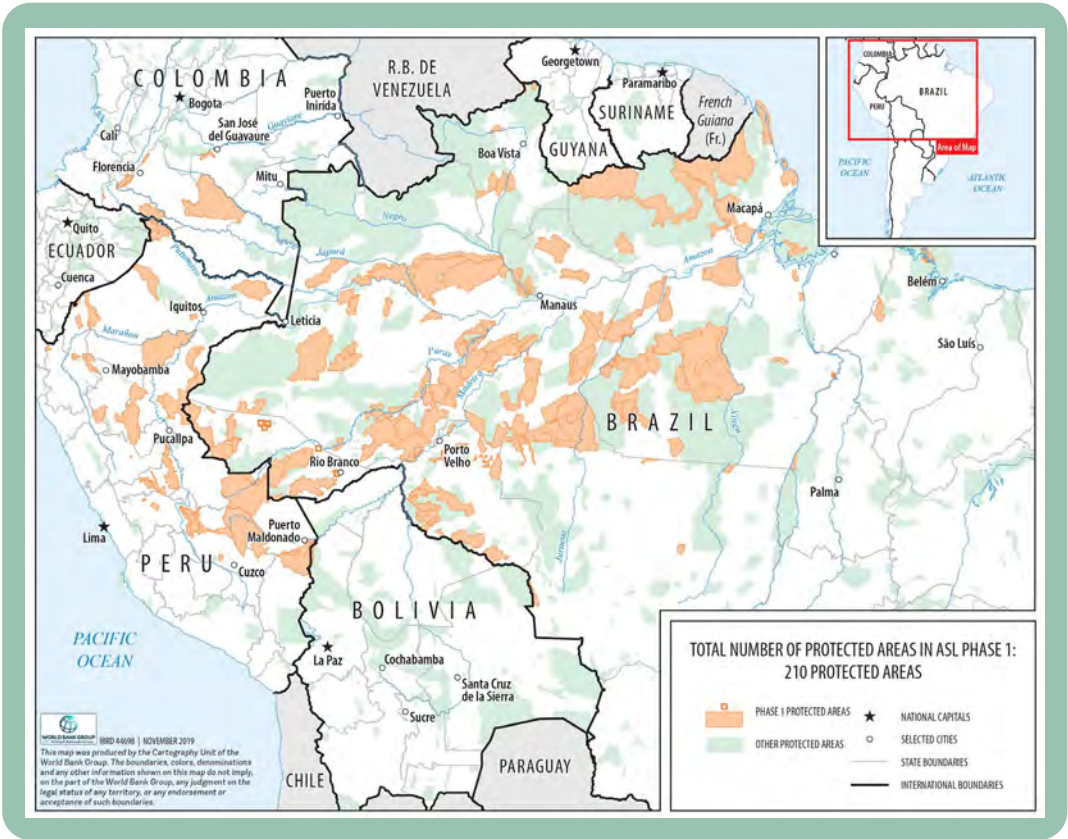 COLOMBIA
Bogota
Cali
San José
del Guavaure
Guaviare
Puerto
Inirida
Florencia
Mitu
R.B. DE
VENEZUELA
Georgetown
Paramaribo
SURINAME
French
Guiana
(Fr.)
GUYANA
Boa Vista
COLOMBIA
BRAZIL
PERU
Area of Map
PACIFIC
OCEAN
ATLANTIC
OCEAN
Quito
ECUADOR
Cuenca
Putumayo
Negro
Japurá
Macapá
Amazon
Belém
Iquitos
Amazon
Leticia
Manaus
São Luís
Marañon
Mayobamba
Purus
Madeira
BRAZIL
Xingu
Pucallpa
Rio Branco
Porto
Velho
Palma
Lima
PERU
Puerto
Maldonado
Cuzco
Juruena
BOLIVIA
PACIFIC
OCEAN
La Paz
Cochabamba
Santa Cruz
de la Sierra
Sucre
CHILE
PARAGUAY
TOTAL NUMBER OF PROTECTED AREAS IN ASL PHASE 1:
210 PROTECTED AREAS
PHASE 1 PROTECTED AREAS
NATIONAL CAPITALS
OTHER PROTECTED AREAS
SELECTED CITIES
STATE BOUNDARIES
INTERNATIONAL BOUNDARIES
WORLD BANK GROUP
IBRD 44698 | NOVEMBER 2019
This map was produced by the Cartography Unit of the
World Bank Group. The boundaries, colors, denominations
and any other information shown on this map do not imply,
on the part of the World Bank Group, any judgment on the
legal status of any territory, or any endorsement or
acceptance of such boundaries.